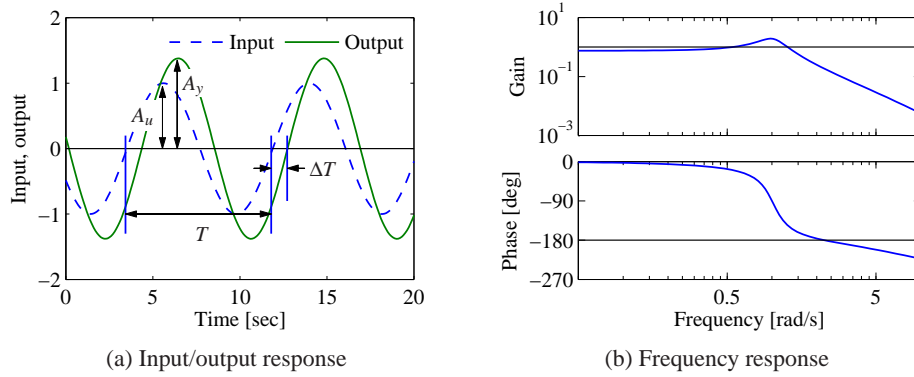 Input, output
2
1
0
−1
−2
Input
Output
A_u
A_y
T
ΔT
0
5
10
15
20
Time [sec]
(a) Input/output response
Gain
10^1
10^-1
10^-3
Phase [deg]
0
-90
-180
-270
0.5
5
Frequency [rad/s]
(b) Frequency response